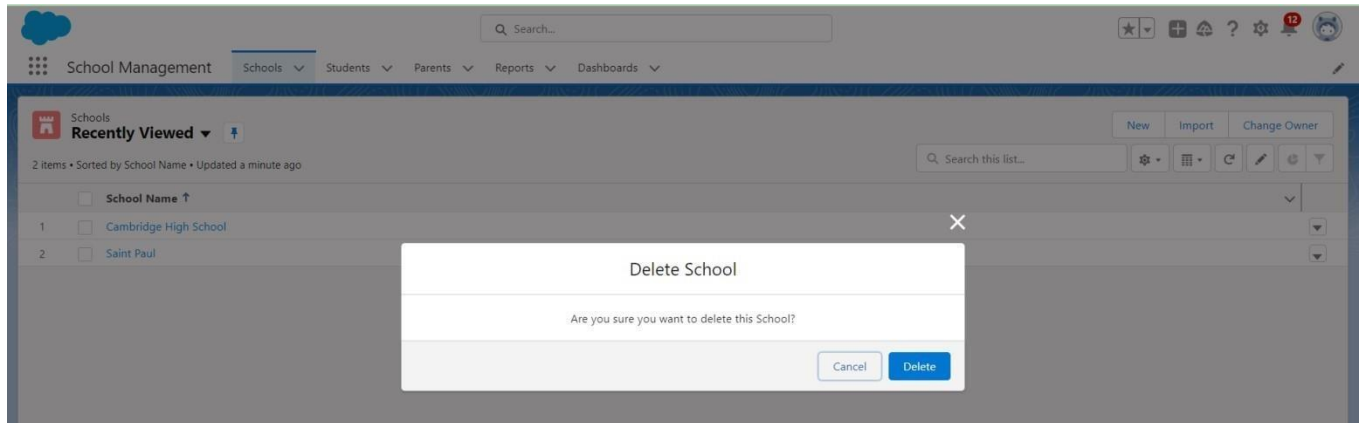 Search...
12
School Management Schools Students Parents Reports Dashboards
Schools
Recently Viewed
New Import Change Owner
2 items • Sorted by School Name • Updated a minute ago
Search this list...
School Name
1 Cambridge High School
2 Saint Paul
Delete School
Are you sure you want to delete this School?
Cancel Delete